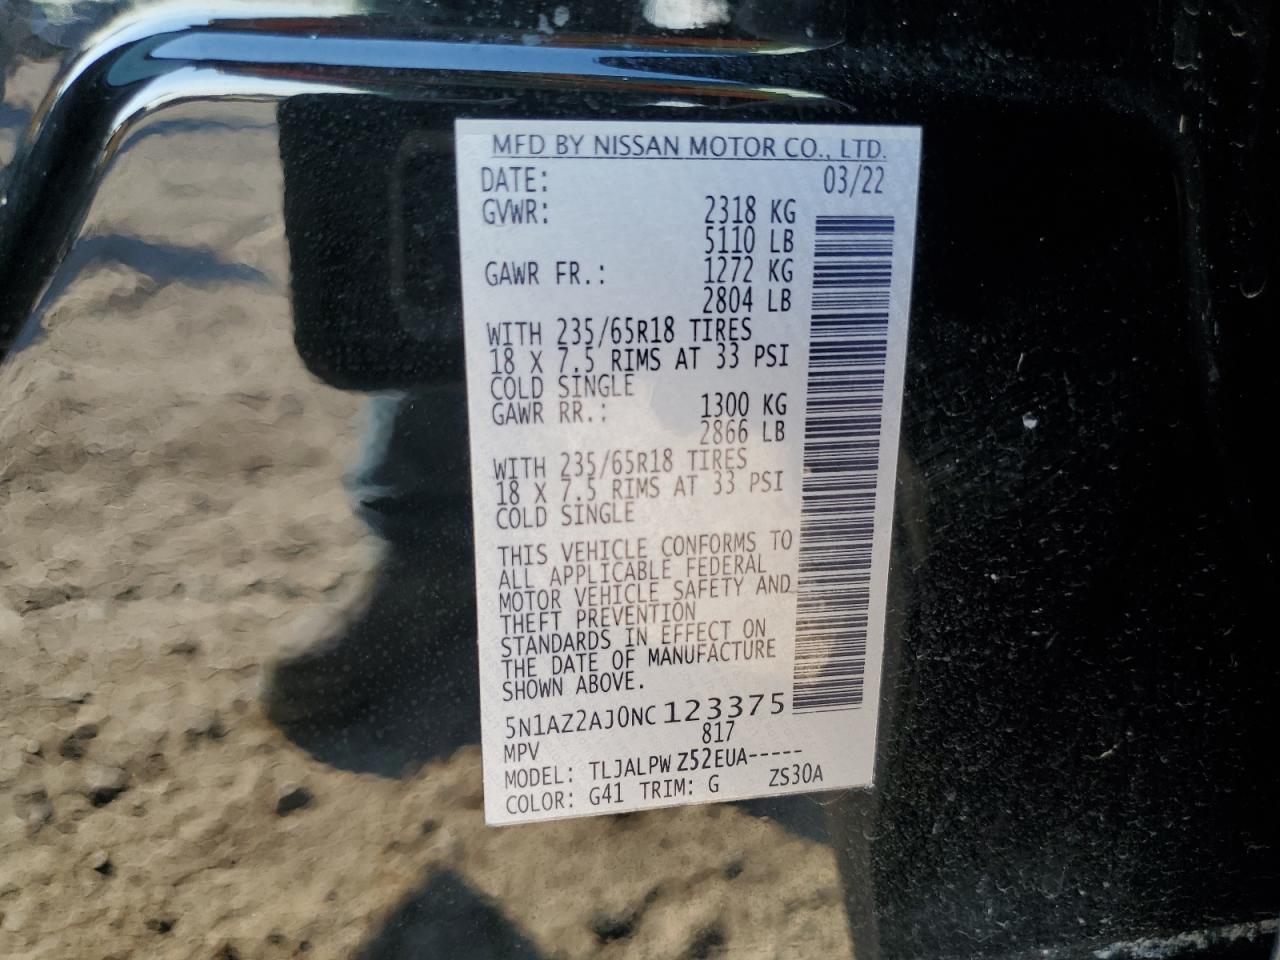 MFD BY NISSAN MOTOR CO., LTD.
DATE: 03/22
GVWR: 2318 KG
5110 LB
GAWR FR.: 1272 KG
2804 LB
WITH 235/65R18 TIRES
18 X 7.5 RIMS AT 33 PSI
COLD SINGLE
GAWR RR.: 1300 KG
2866 LB
WITH 235/65R18 TIRES
18 X 7.5 RIMS AT 33 PSI
COLD SINGLE
THIS VEHICLE CONFORMS TO
ALL APPLICABLE FEDERAL
MOTOR VEHICLE SAFETY AND
THEFT PREVENTION
STANDARDS IN EFFECT ON
THE DATE OF MANUFACTURE
SHOWN ABOVE.
5N1AZ2AJ0NC123375
MPV 817
MODEL: TLJALPW Z52EUA-----
COLOR: G41 TRIM: G ZS30A